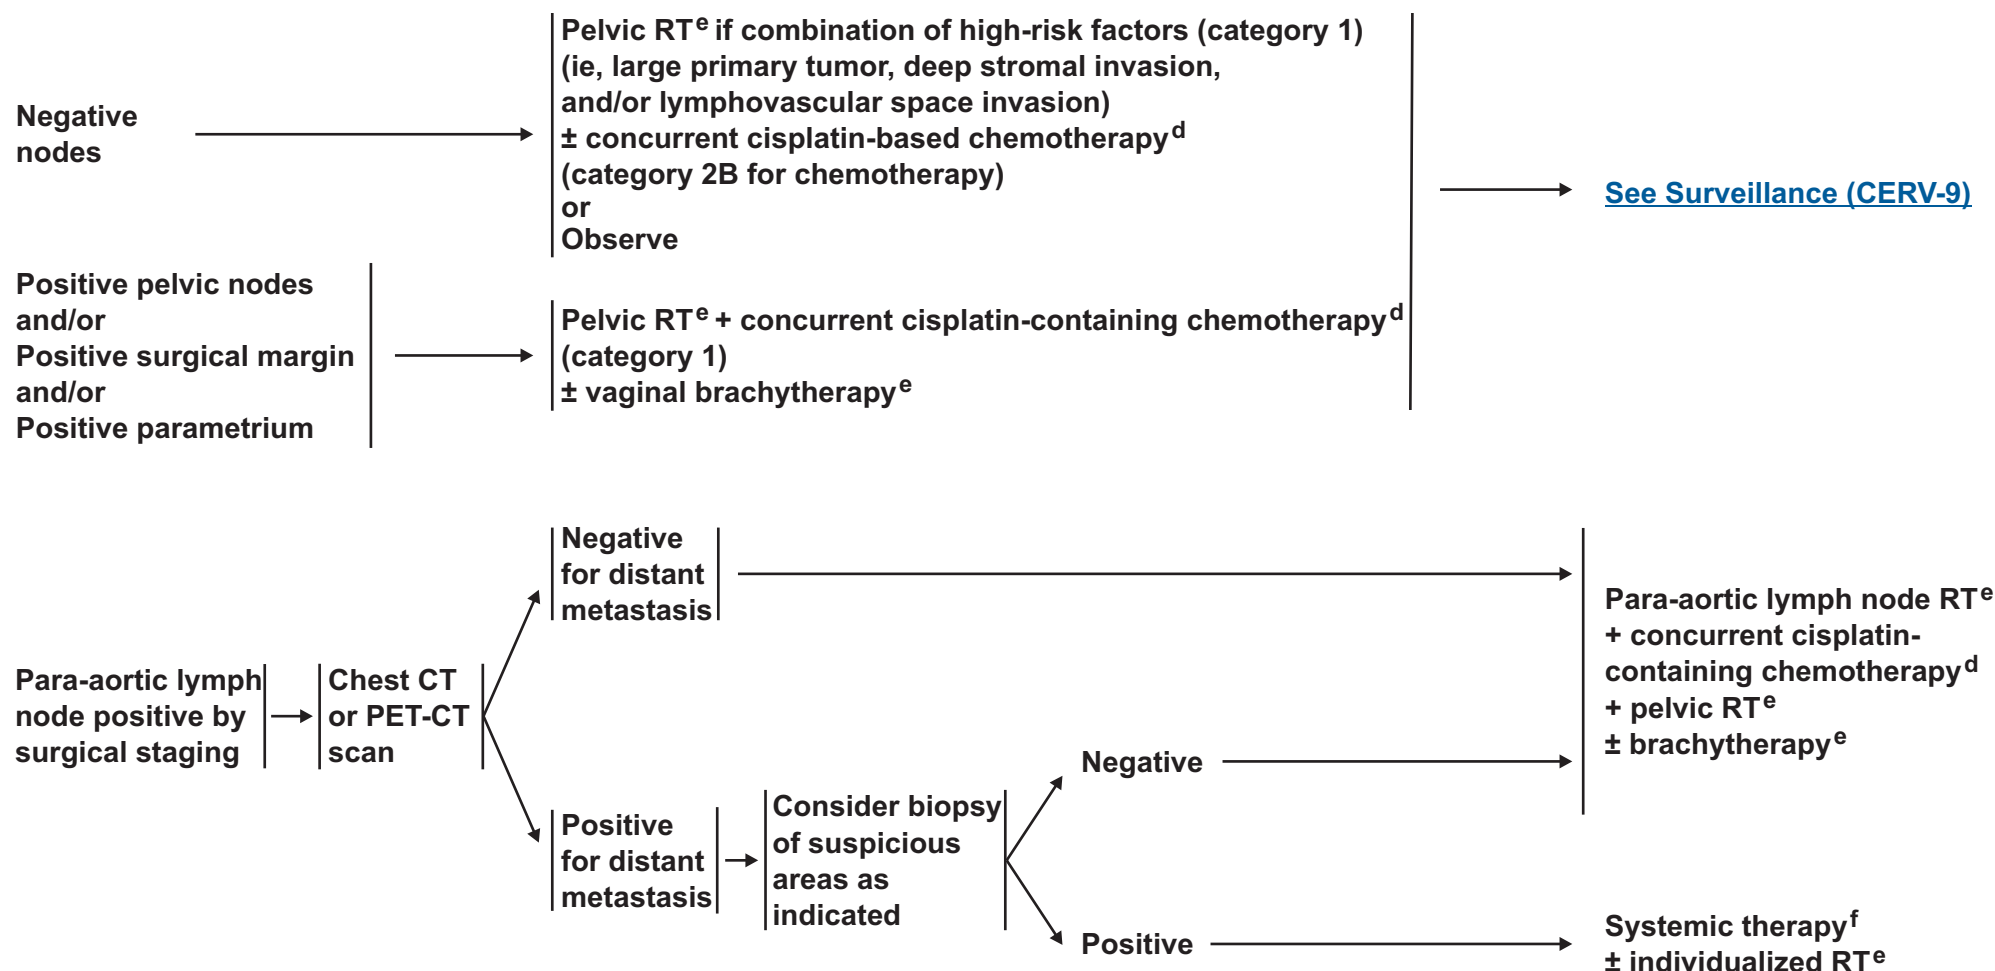 Negative
nodes
Pelvic RTe if combination of high-risk factors (category 1)
(ie, large primary tumor, deep stromal invasion,
and/or lymphovascular space invasion)
± concurrent cisplatin-based chemotherapyd
(category 2B for chemotherapy)
or
Observe
See Surveillance (CERV-9)
Positive pelvic nodes
and/or
Positive surgical margin
and/or
Positive parametrium
Pelvic RTe + concurrent cisplatin-containing chemotherapyd
(category 1)
± vaginal brachytherapye
Para-aortic lymph
node positive by
surgical staging
Chest CT
or PET-CT
scan
Negative
for distant
metastasis
Positive
for distant
metastasis
Consider biopsy
of suspicious
areas as
indicated
Negative
Positive
Para-aortic lymph node RTe
+ concurrent cisplatin-
containing chemotherapyd
+ pelvic RTe
± brachytherapye
Systemic therapyf
± individualized RTe